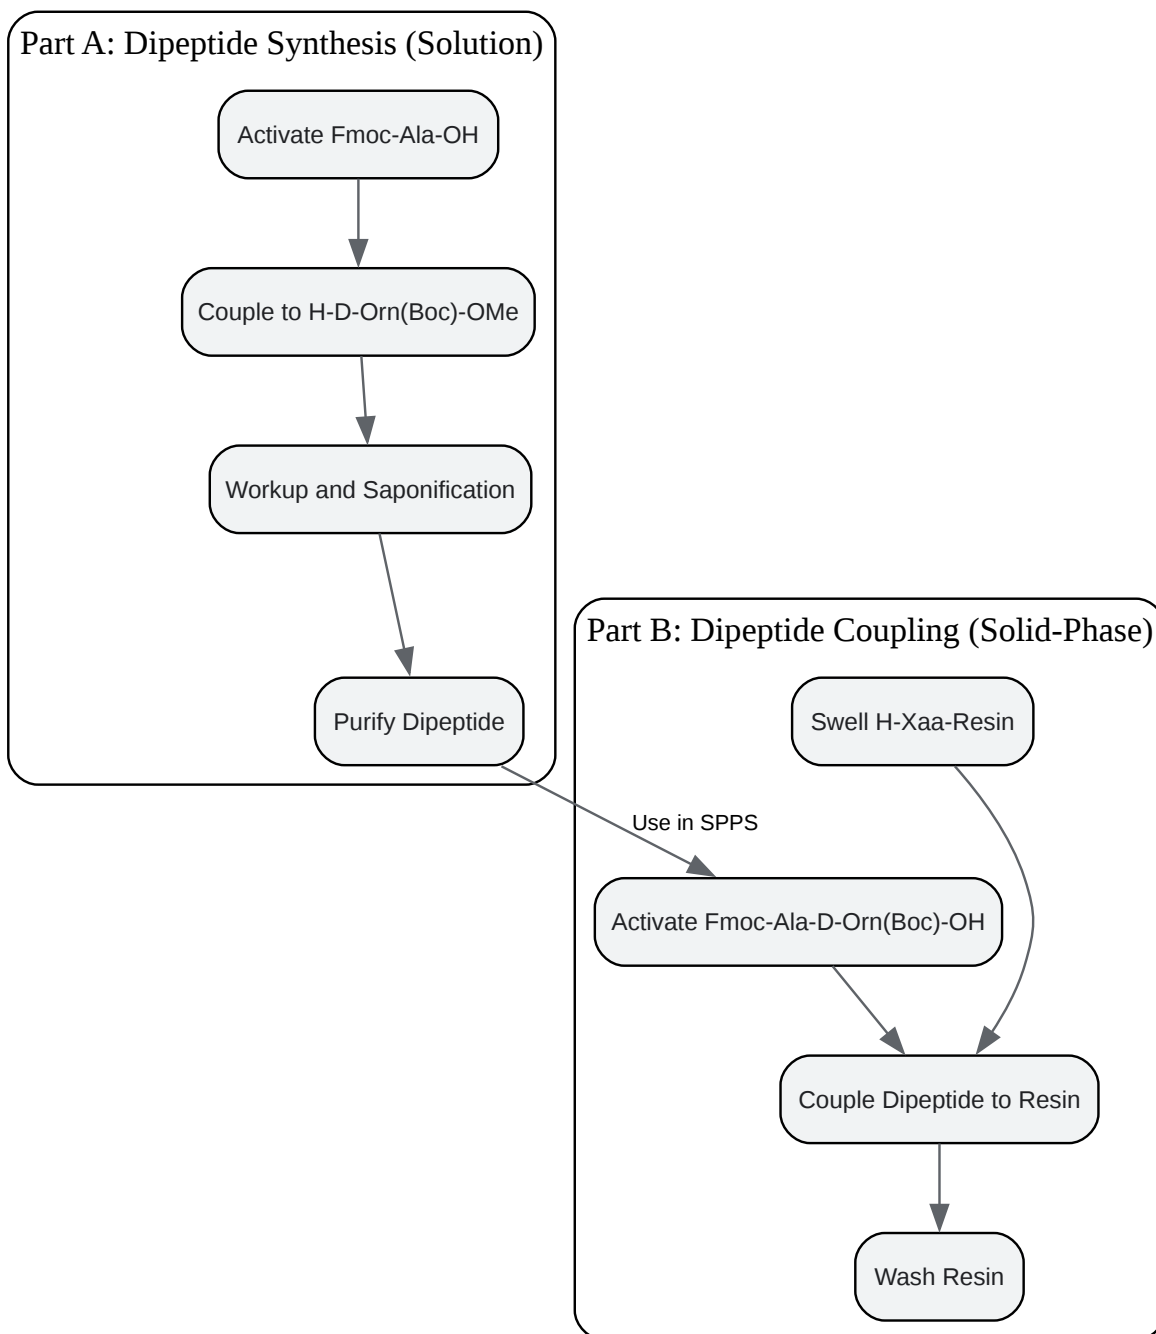 Part A: Dipeptide Synthesis (Solution)
Activate Fmoc-Ala-OH
Couple to H-D-Orn(Boc)-OMe
Workup and Saponification
Purify Dipeptide
Part B: Dipeptide Coupling (Solid-Phase)
Swell H-Xaa-Resin
Use in SPPS
Activate Fmoc-Ala-D-Orn(Boc)-OH
Couple Dipeptide to Resin
Wash Resin